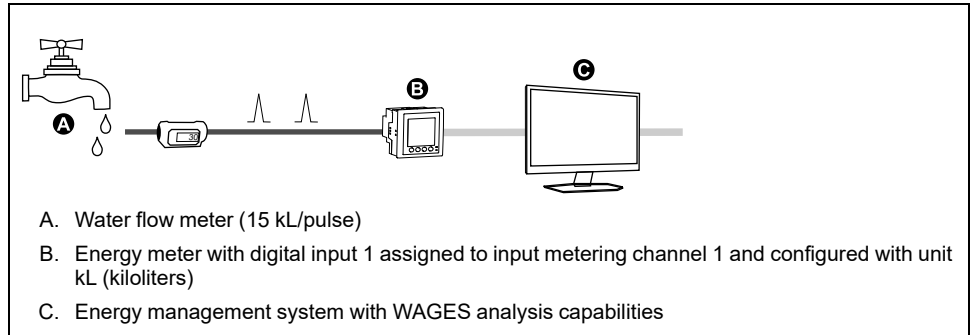 C
B
A
30
A. Water flow meter (15 kL/pulse)
B. Energy meter with digital input 1 assigned to input metering channel 1 and configured with unit
kL (kiloliters)
C. Energy management system with WAGES analysis capabilities